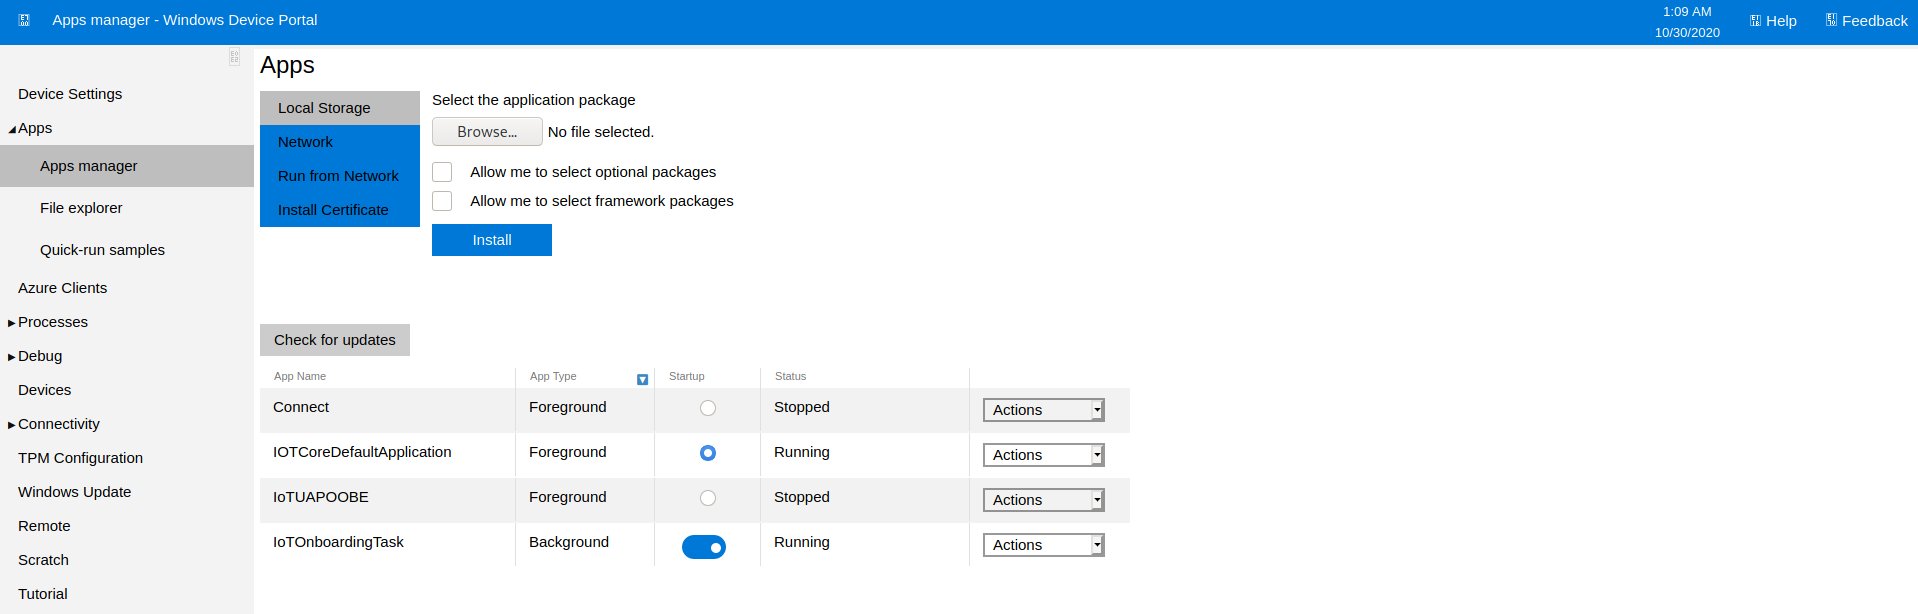 Apps manager - Windows Device Portal
1:09 AM
10/30/2020
Help
Feedback
Device Settings
Apps
Apps manager
File explorer
Quick-run samples
Azure Clients
Processes
Debug
Devices
Connectivity
TPM Configuration
Windows Update
Remote
Scratch
Tutorial
Apps
Local Storage
Network
Run from Network
Install Certificate
Select the application package
Browse... No file selected.
Allow me to select optional packages
Allow me to select framework packages
Install
Check for updates
App Name App Type Startup Status
Connect Foreground Stopped Actions
IOTCoreDefaultApplication Foreground Running Actions
IoTUAPOOBE Foreground Stopped Actions
IoTOnboardingTask Background Running Actions